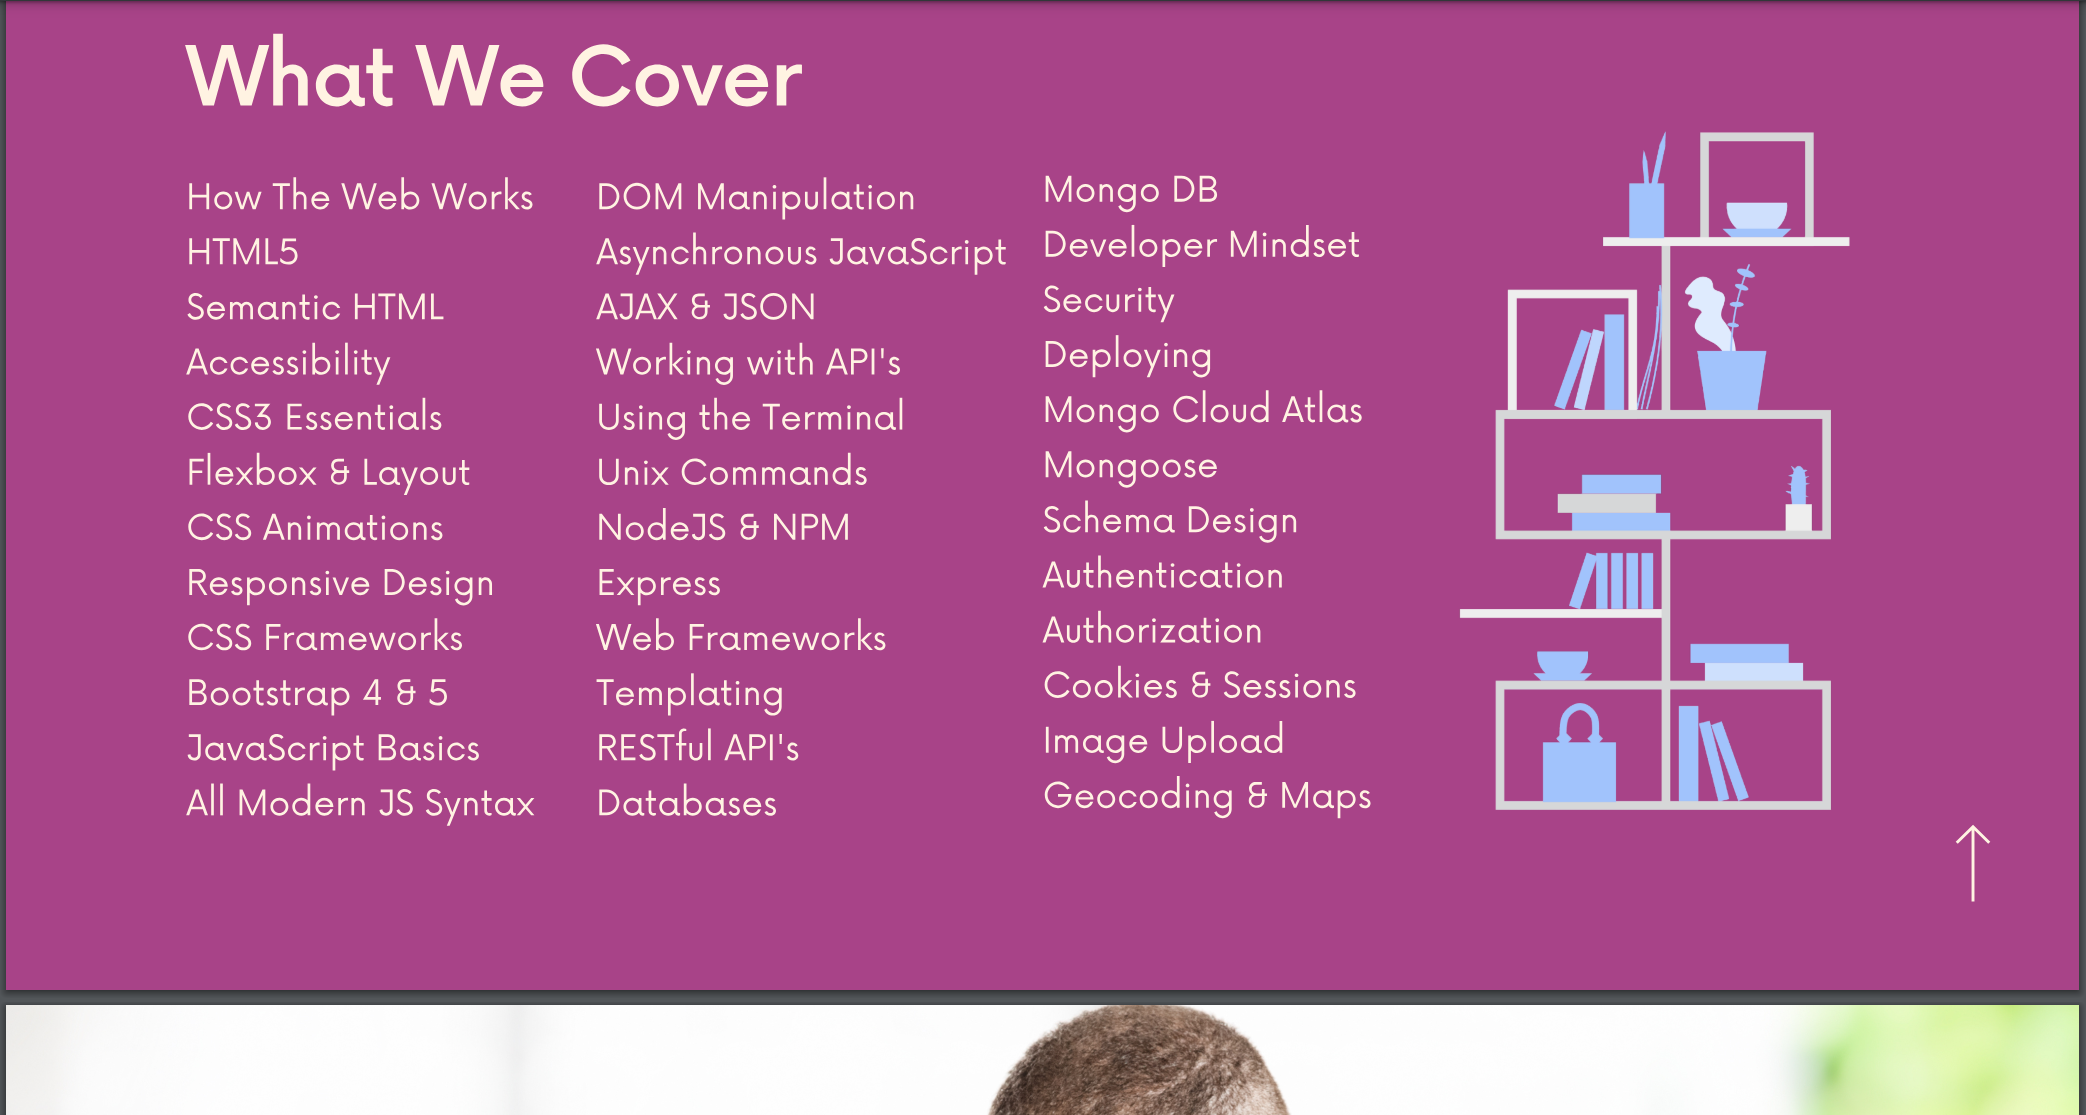 What We Cover
How The Web Works
HTML5
Semantic HTML
Accessibility
CSS3 Essentials
Flexbox & Layout
CSS Animations
Responsive Design
CSS Frameworks
Bootstrap 4 & 5
JavaScript Basics
All Modern JS Syntax
DOM Manipulation
Asynchronous JavaScript
AJAX & JSON
Working with API's
Using the Terminal
Unix Commands
NodeJS & NPM
Express
Web Frameworks
Templating
RESTful API's
Databases
Mongo DB
Developer Mindset
Security
Deploying
Mongo Cloud Atlas
Mongoose
Schema Design
Authentication
Authorization
Cookies & Sessions
Image Upload
Geocoding & Maps